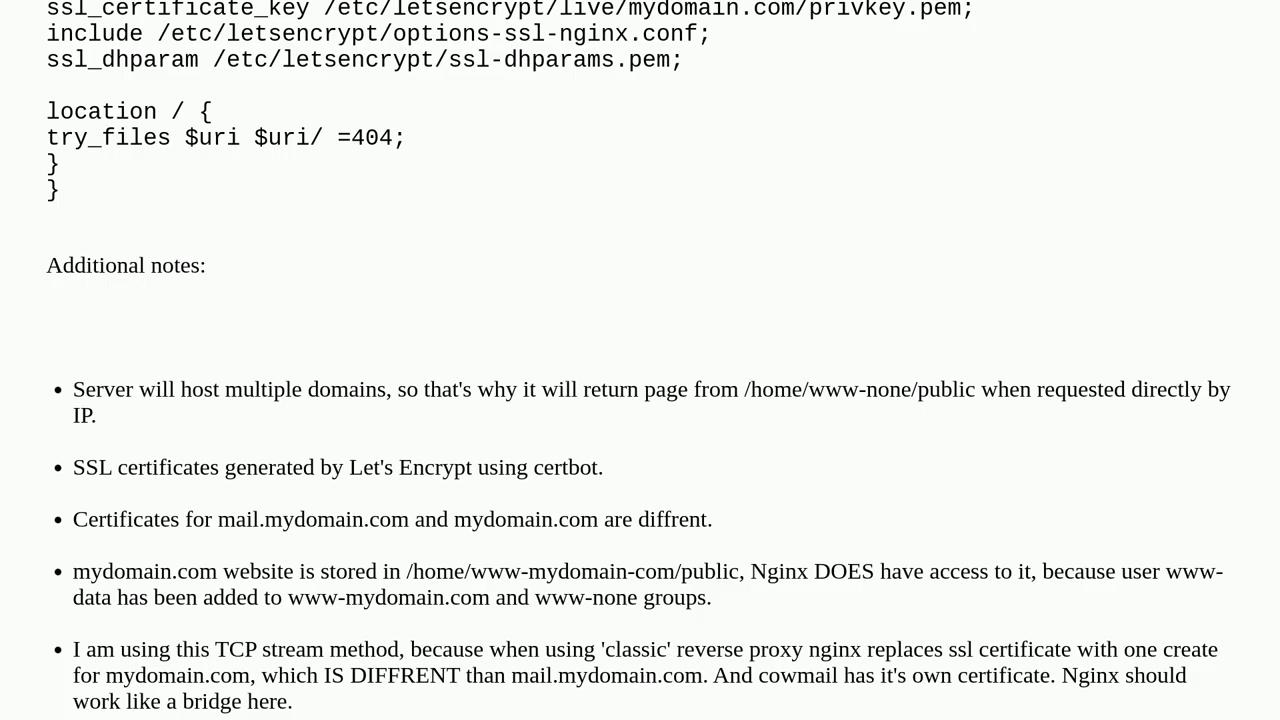 ssl_certificate_key /etc/letsencrypt/live/mydomain.com/privkey.pem;
include /etc/letsencrypt/options-ssl-nginx.conf;
ssl_dhparam /etc/letsencrypt/ssl-dhparams.pem;
location / {
try_files $uri $uri/ =404;
}
}
Additional notes:
• Server will host multiple domains, so that's why it will return page from /home/www-none/public when requested directly by
IP.
• SSL certificates generated by Let's Encrypt using certbot.
• Certificates for mail.mydomain.com and mydomain.com are diffrent.
• mydomain.com website is stored in /home/www-mydomain-com/public, Nginx DOES have access to it, because user www-
data has been added to www-mydomain.com and www-none groups.
• I am using this TCP stream method, because when using 'classic' reverse proxy nginx replaces ssl certificate with one create
for mydomain.com, which IS DIFFRENT than mail.mydomain.com. And cowmail has it's own certificate. Nginx should
work like a bridge here.